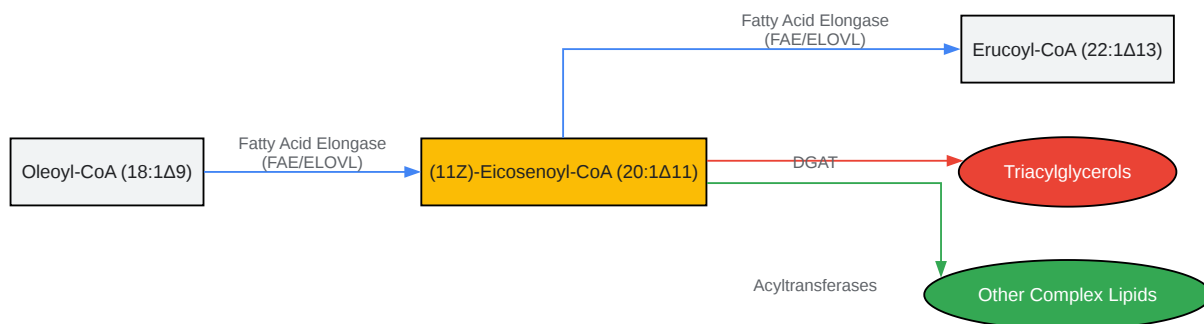 Fatty Acid Elongase
(FAE/ELOVL)
Erucoyl-CoA (22:1Δ13)
Fatty Acid Elongase
(FAE/ELOVL)
Oleoyl-CoA (18:1Δ9)
(11Z)-Eicosenoyl-CoA (20:1Δ11)
DGAT
Triacylglycerols
Acyltransferases
Other Complex Lipids